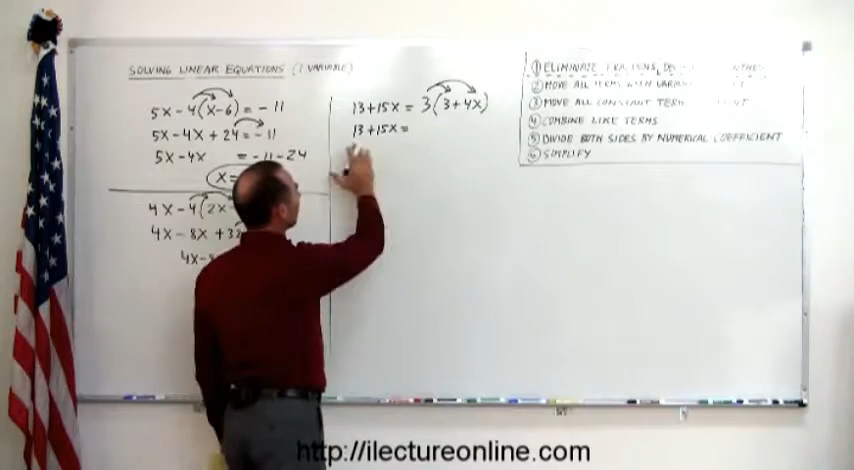 SOLVING LINEAR EQUATIONS (1 VARIABLE)
5X - 4(X-6) = -11
5X - 4X + 24 = -11
5X - 4X = -11 - 24
X =
4X - 4(2X
4X - 8X + 32
4X - 8
13 + 15X = 3(3+4X)
13 + 15X =
① ELIMINATE
② MOVE ALL TERMS WITH
③ MOVE ALL CONSTANT TERM
④ COMBINE LIKE TERMS
⑤ DIVIDE BOTH SIDES BY NUMERICAL COEFFICIENT
⑥ SIMPLIFY
http://ilectureonline.com